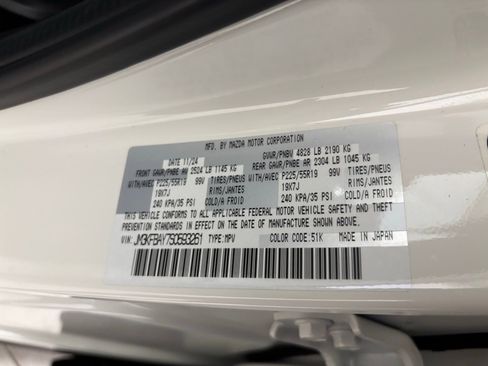 MFD. BY MAZDA MOTOR CORPORATION
DATE 11/24 GVWR/PNBV 4828 LB 2190 KG
FRONT GAWR/PNBE AV 2524 LB 1145 KG REAR GAWR/PNBE AR 2304 LB 1045 KG
WITH/AVEC P225/55R19 99V TIRES/PNEUS WITH/AVEC P225/55R19 99V TIRES/PNEUS
19X7J RIMS/JANTES 19X7J RIMS/JANTES
240 KPA/35 PSI COLD/A FROID 240 KPA/35 PSI COLD/A FROID
THIS VEHICLE CONFORMS TO ALL APPLICABLE FEDERAL MOTOR VEHICLE SAFETY, BUMPER, AND THEFT
PREVENTION STANDARDS IN EFFECT ON THE DATE OF MANUFACTURE SHOWN ABOVE.
VIN: TYPE:MPV COLOR CODE:51K MADE IN JAPAN